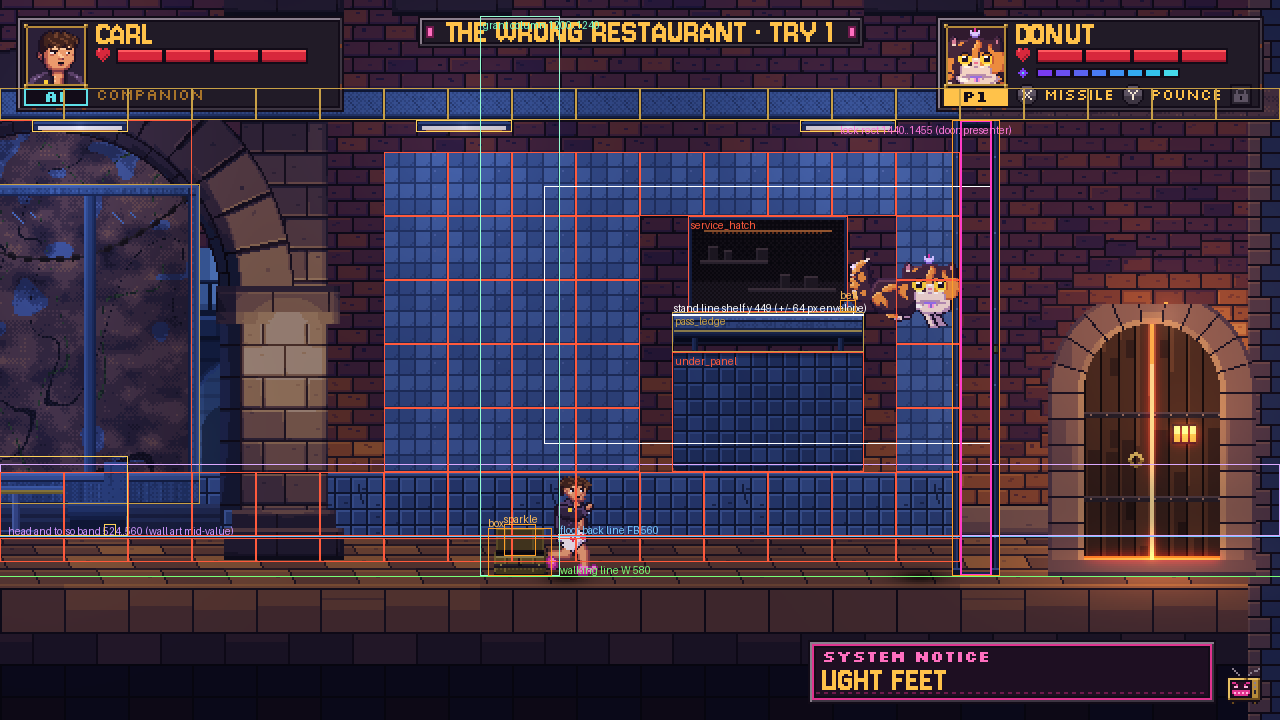 CARL
THE WRONG RESTAURANT · TRY 1
DONUT
AI
COMPANION
P1
X MISSILE Y POUNCE
service_hatch
stand line shelf y 449 (+/- 64 px envelope)
pass_ledge
under_panel
head and torso band 524..560 (wall art mid-value)
box
sparkle
floor back line FB 560
walking line W 580
SYSTEM NOTICE
LIGHT FEET